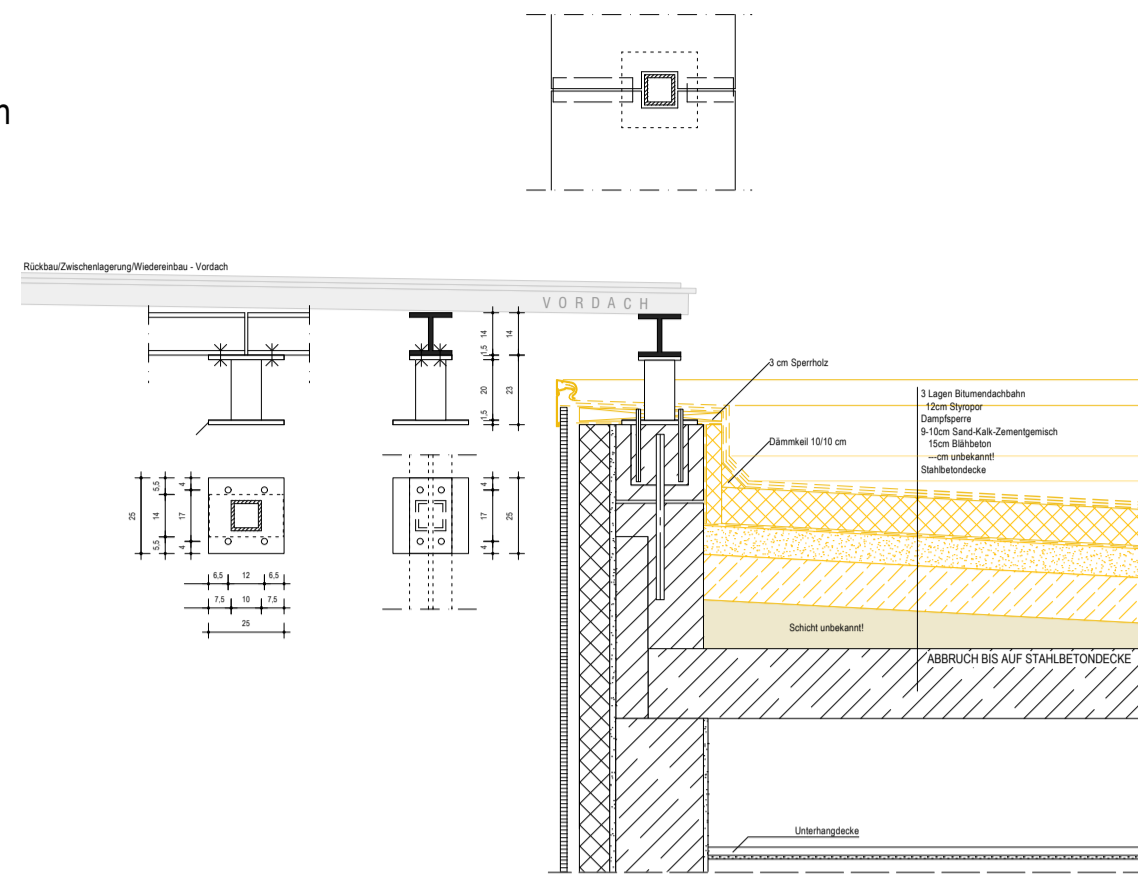 n
Rückbau/Zwischenlagerung/Wiedereinbau - Vordach
VORDACH
14
1,5
20
1,5
14
23
3 cm Sperrholz
Dämmkeil 10/10 cm
3 Lagen Bitumendachbahn
12cm Styropor
Dampfsperre
9-10cm Sand-Kalk-Zementgemisch
15cm Blähbeton
---cm unbekannt!
Stahlbetondecke
25
5,5
14
5,5
4
17
4
4
17
4
25
6,5 12 6,5
7,5 10 7,5
25
Schicht unbekannt!
ABBRUCH BIS AUF STAHLBETONDECKE
Unterhangdecke